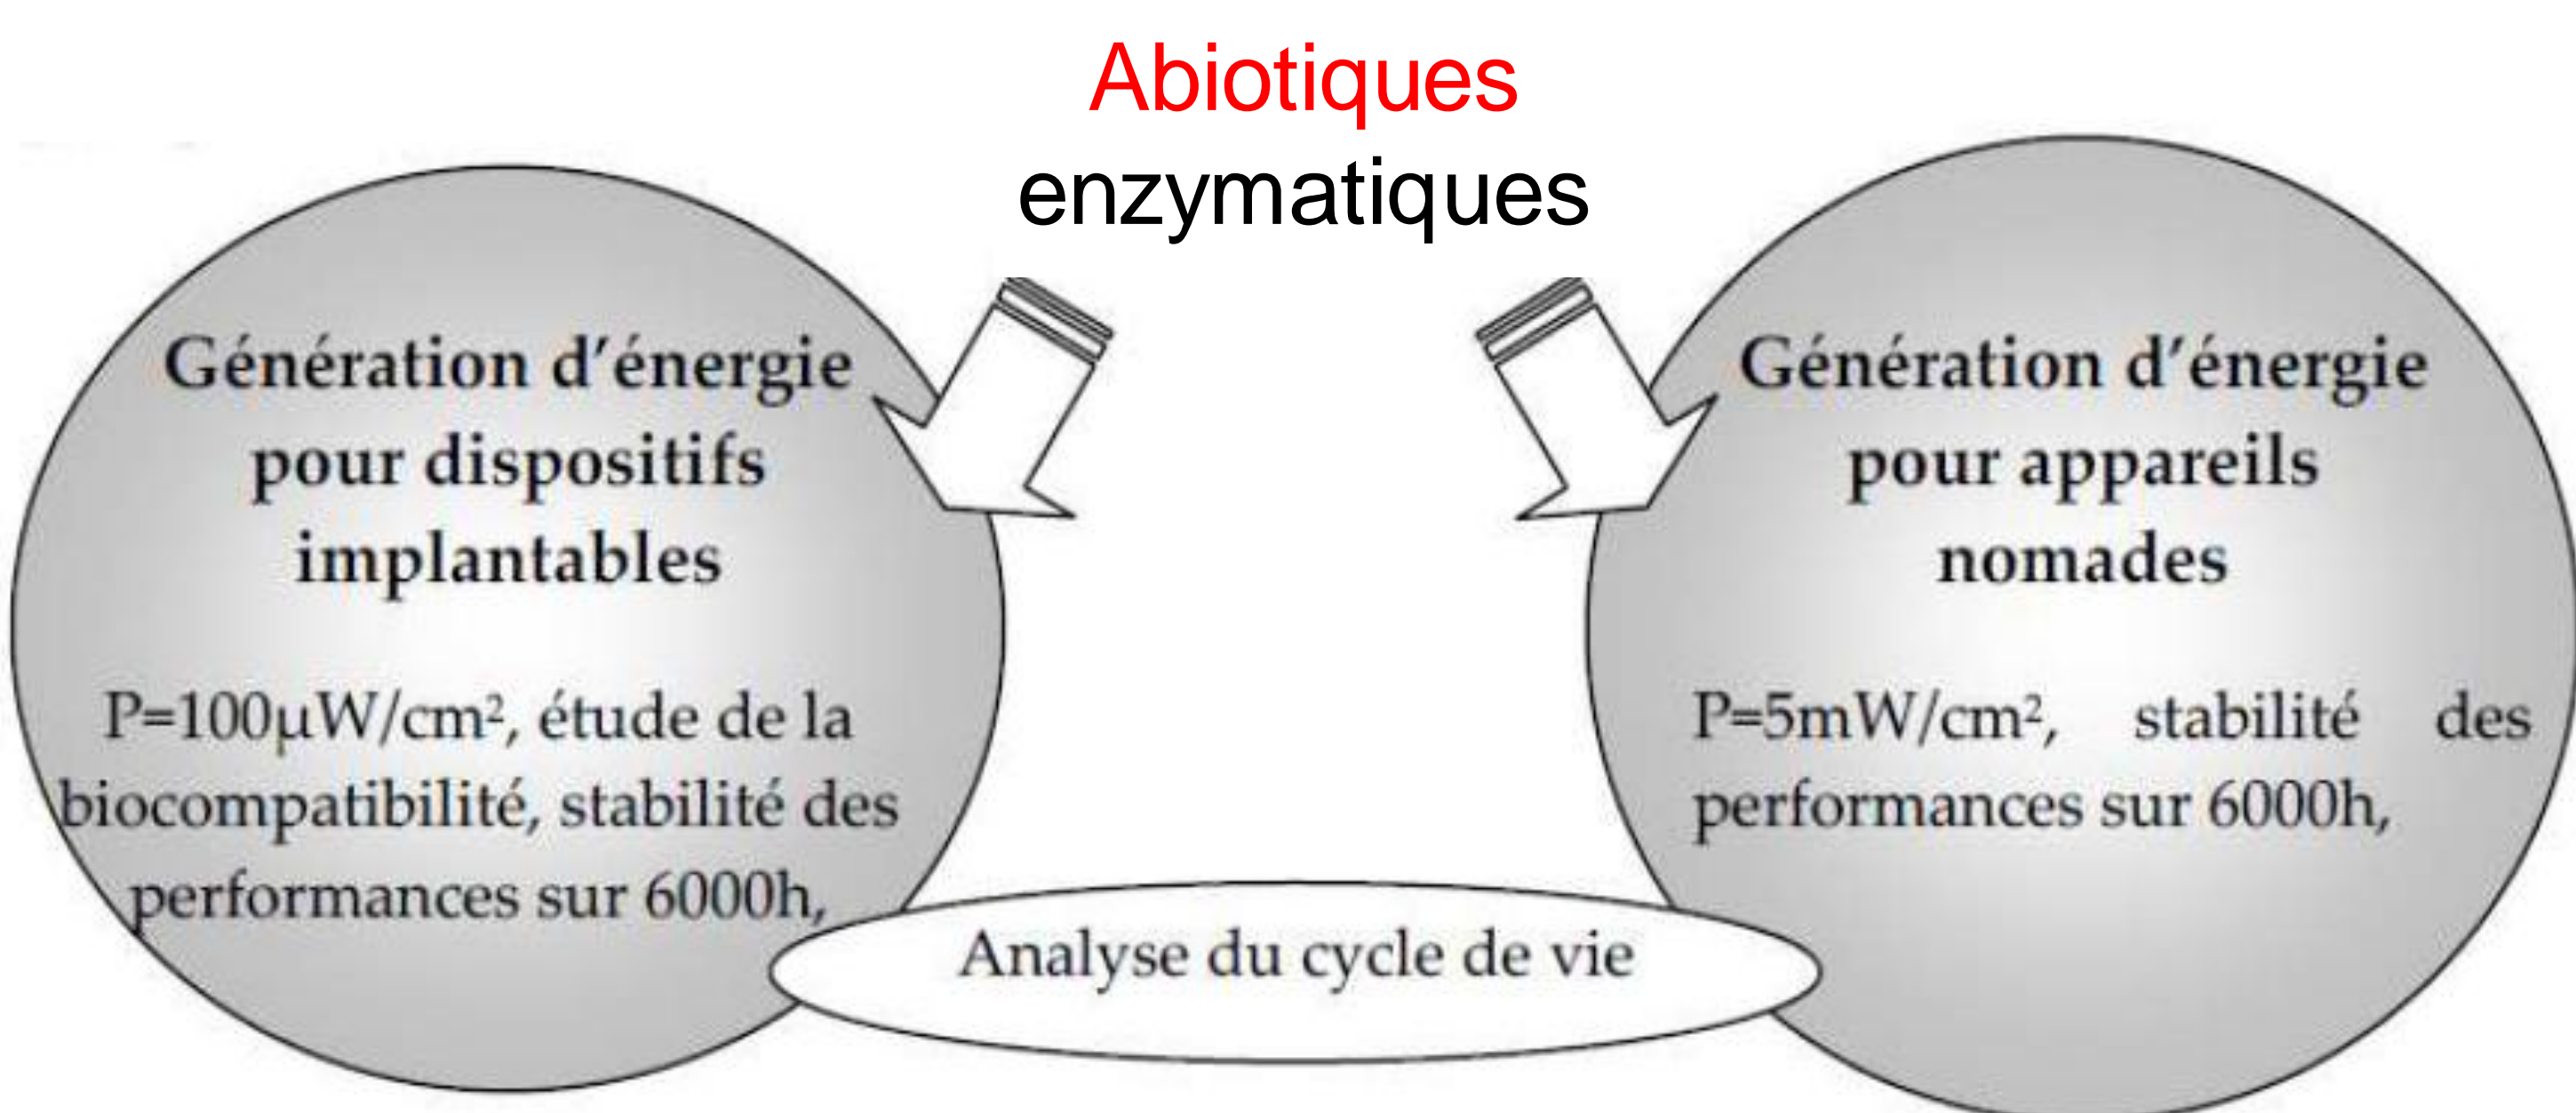 Abiotiques
enzymatiques
Génération d'énergie
pour dispositifs
implantables
P=100µW/cm², étude de la
biocompatibilité, stabilité des
performances sur 6000h,
Génération d'énergie
pour appareils
nomades
P=5mW/cm², stabilité des
performances sur 6000h,
Analyse du cycle de vie